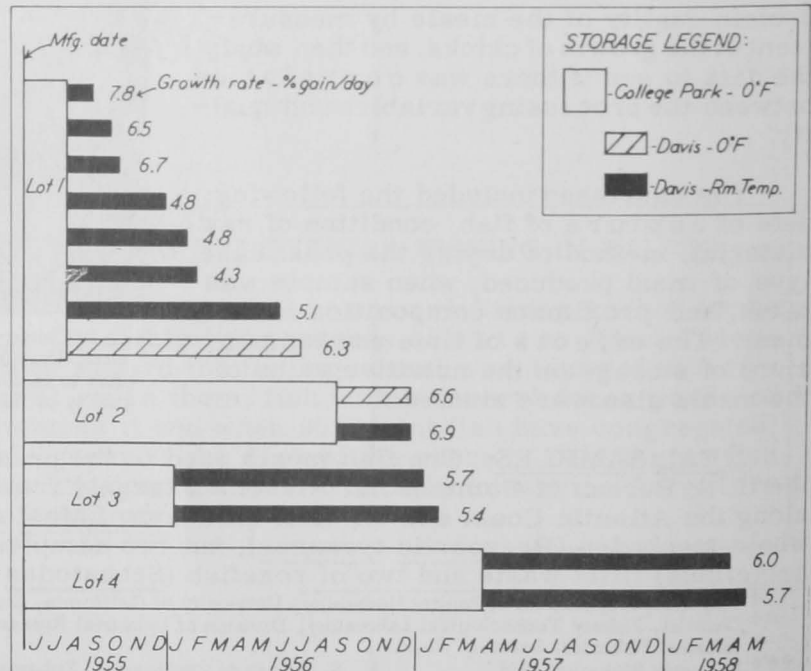 Mfg. date
STORAGE LEGEND:
7.8 Growth rate - % gain/day
-College Park - 0°F
6.5
6.7
-Davis - 0°F
Lot 1
4.8
-Davis - Rm. Temp.
4.8
4.3
5.1
6.3
Lot 2
6.6
6.9
Lot 3
5.7
5.4
Lot 4
6.0
5.7
J J A S O N D J F M A M J J A S O N D J F M A M J J A S O N D J F M A M
1955 1956 1957 1958